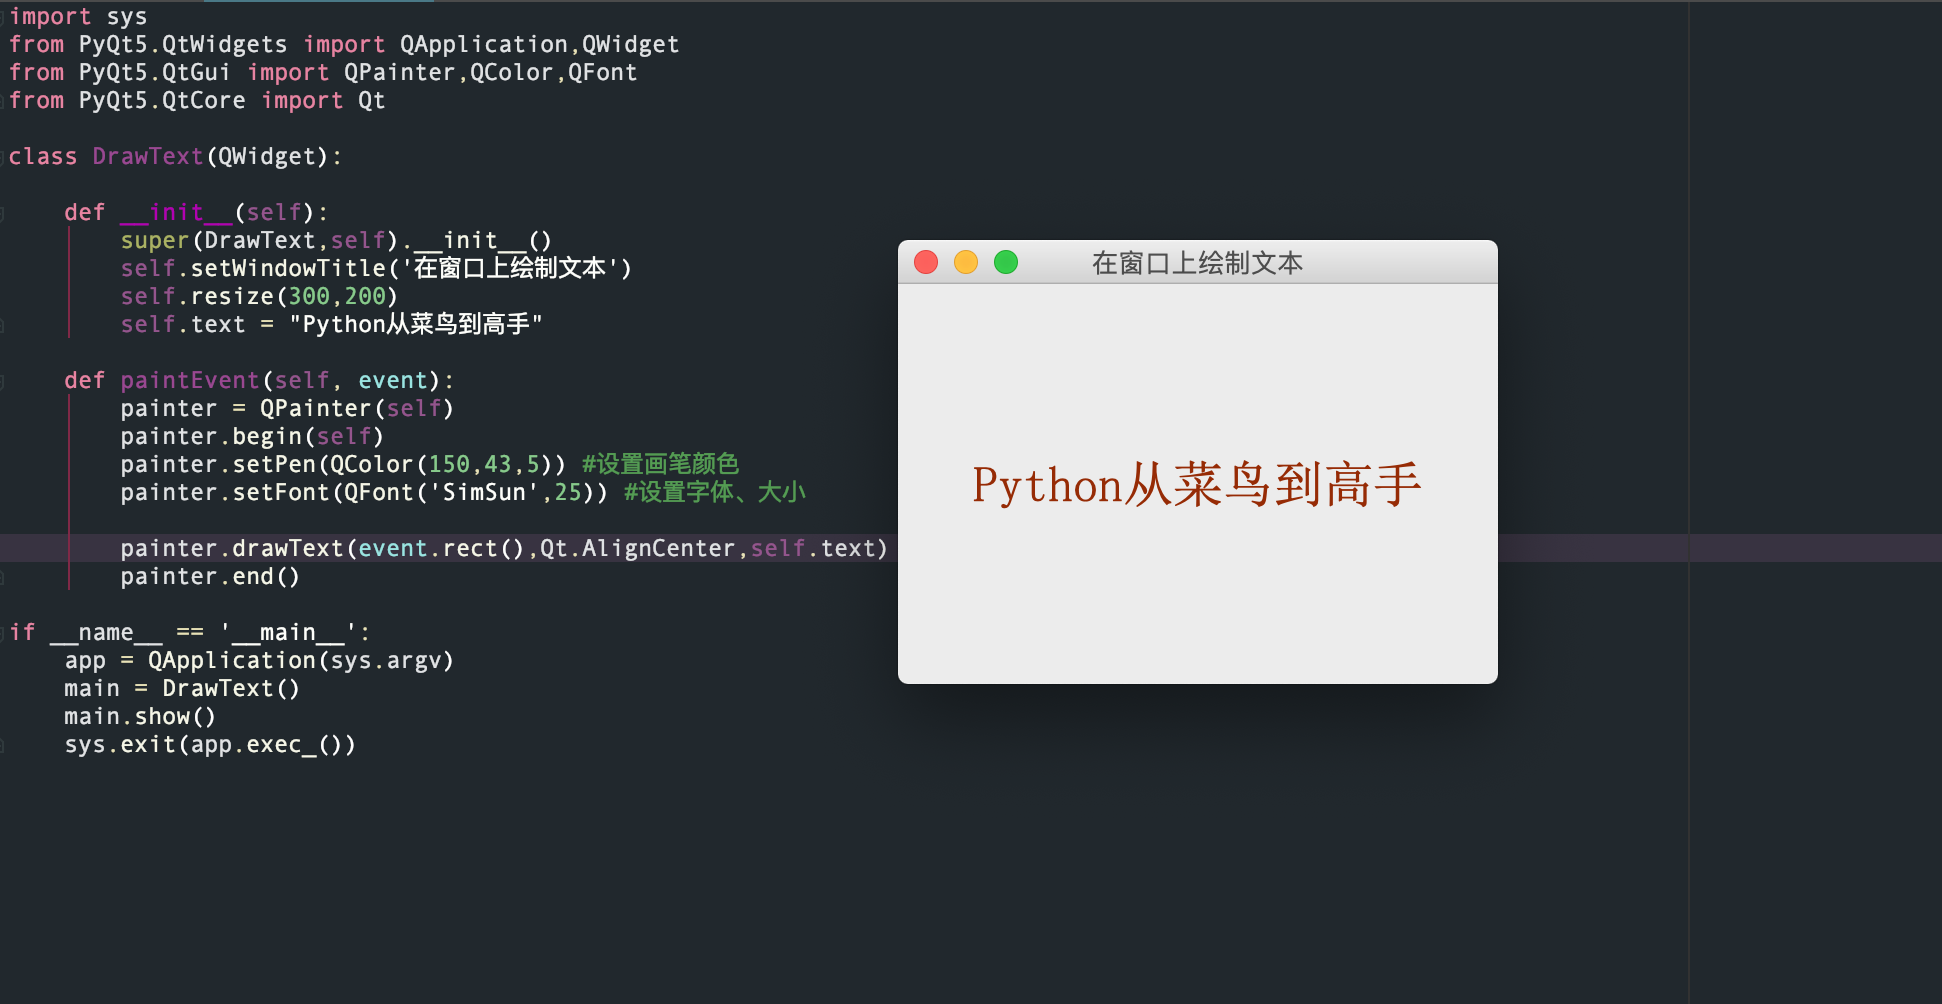 import sys
from PyQt5.QtWidgets import QApplication,QWidget
from PyQt5.QtGui import QPainter,QColor,QFont
from PyQt5.QtCore import Qt
class DrawText(QWidget):
def __init__(self):
super(DrawText,self).__init__()
self.setWindowTitle('在窗口上绘制文本')
self.resize(300,200)
self.text = "Python从菜鸟到高手"
def paintEvent(self, event):
painter = QPainter(self)
painter.begin(self)
painter.setPen(QColor(150,43,5)) #设置画笔颜色
painter.setFont(QFont('SimSun',25)) #设置字体、大小
painter.drawText(event.rect(),Qt.AlignCenter,self.text)
painter.end()
if __name__ == '__main__':
app = QApplication(sys.argv)
main = DrawText()
main.show()
sys.exit(app.exec_())
在窗口上绘制文本
Python从菜鸟到高手